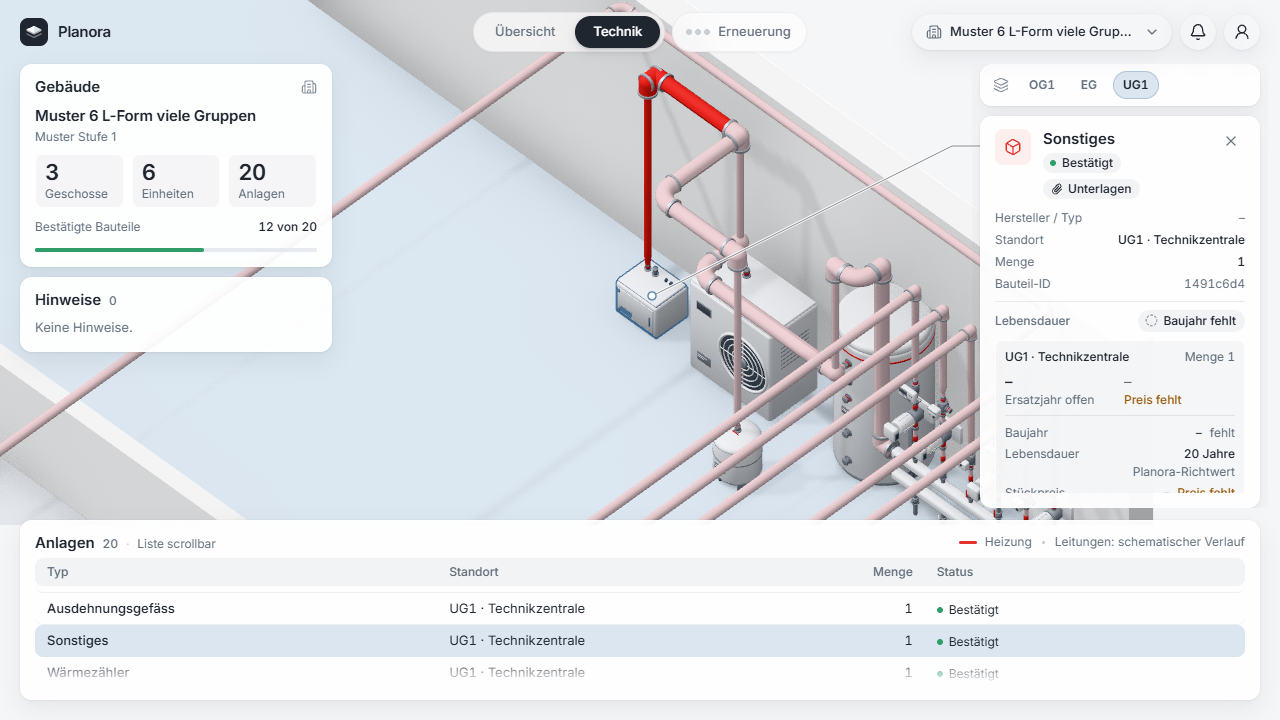 Planora
Übersicht
Technik
Erneuerung
Muster 6 L-Form viele Grup...
Gebäude
Muster 6 L-Form viele Gruppen
Muster Stufe 1
3
Geschosse
6
Einheiten
20
Anlagen
Bestätigte Bauteile
12 von 20
Hinweise 0
Keine Hinweise.
OG1
EG
UG1
Sonstiges
Bestätigt
Unterlagen
Hersteller / Typ –
Standort UG1 · Technikzentrale
Menge 1
Bauteil-ID 1491c6d4
Lebensdauer Baujahr fehlt
UG1 · Technikzentrale Menge 1
– –
Ersatzjahr offen Preis fehlt
Baujahr – fehlt
Lebensdauer 20 Jahre
Planora-Richtwert
Stückpreis – Preis fehlt
Anlagen 20 · Liste scrollbar
Heizung · Leitungen: schematischer Verlauf
Typ Standort Menge Status
Ausdehnungsgefäss UG1 · Technikzentrale 1 Bestätigt
Sonstiges UG1 · Technikzentrale 1 Bestätigt
Wärmezähler UG1 · Technikzentrale 1 Bestätigt